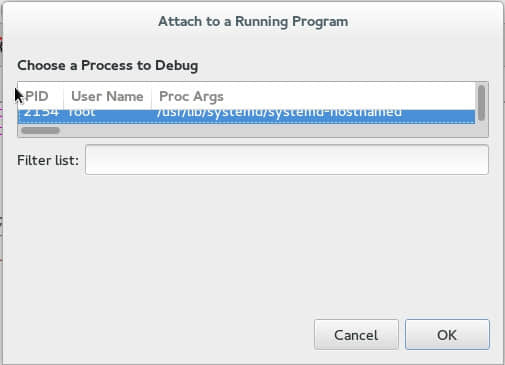 Attach to a Running Program
Choose a Process to Debug
PID User Name Proc Args
2154 root /usr/lib/systemd/systemd-hostnamed
Filter list:
Cancel OK